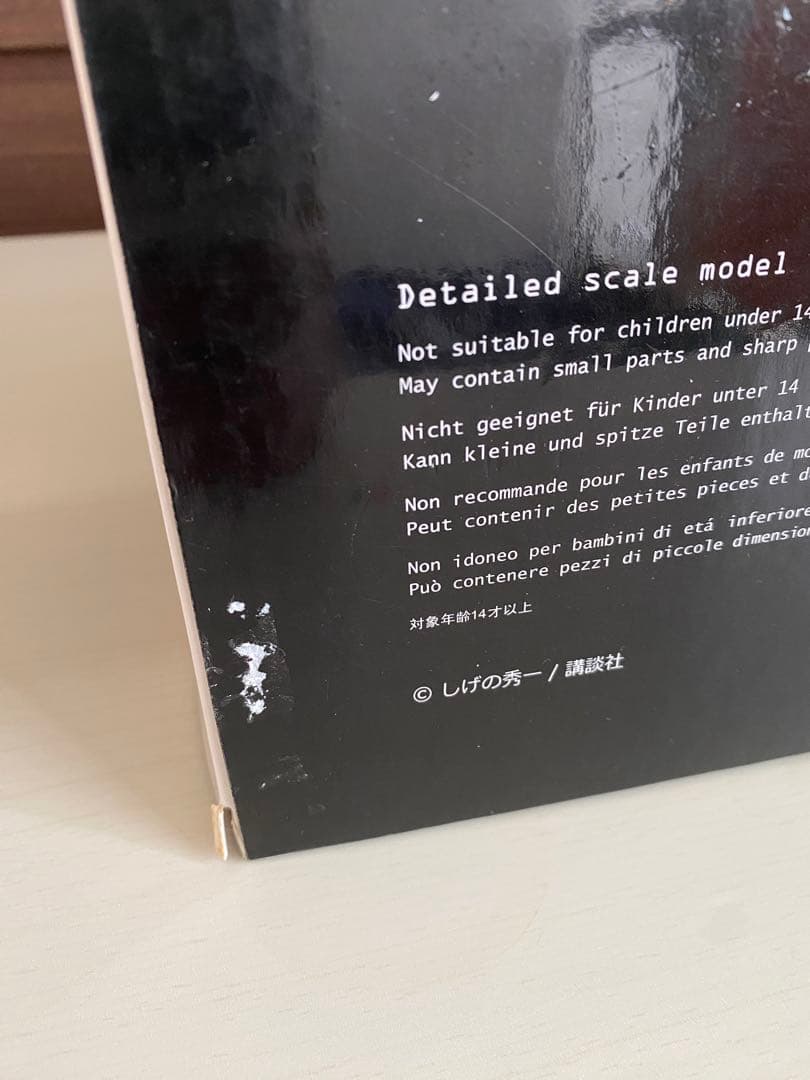 Detailed scale model
Not suitable for children under 14
May contain small parts and sharp
Nicht geeignet für Kinder unter 14
Kann kleine und spitze Teile enthalt
Non recommande pour les enfants de mo
Peut contenir des petites pieces et d
Non idoneo per bambini di etá inferiore
Può contenere pezzi di piccole dimension
対象年齢14才以上
© しげの秀一 / 講談社